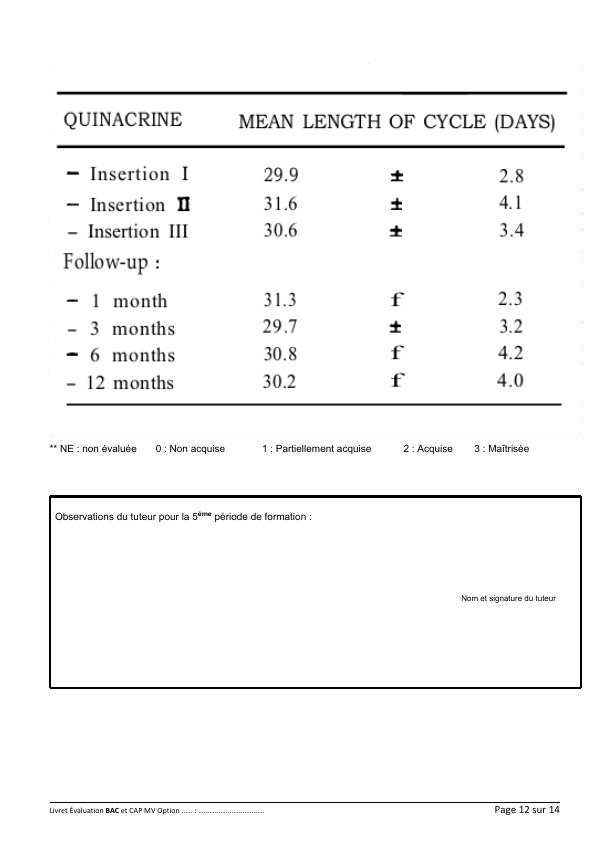 QUINACRINE MEAN LENGTH OF CYCLE (DAYS)
– Insertion I 29.9 ± 2.8
– Insertion II 31.6 ± 4.1
– Insertion III 30.6 ± 3.4
Follow-up :
– 1 month 31.3 f 2.3
– 3 months 29.7 ± 3.2
– 6 months 30.8 f 4.2
– 12 months 30.2 f 4.0
** NE : non évaluée 0 : Non acquise 1 : Partiellement acquise 2 : Acquise 3 : Maîtrisée
Observations du tuteur pour la 5ème période de formation :
Nom et signature du tuteur
Livret Évaluation BAC et CAP MV Option ..... : ................................ Page 12 sur 14